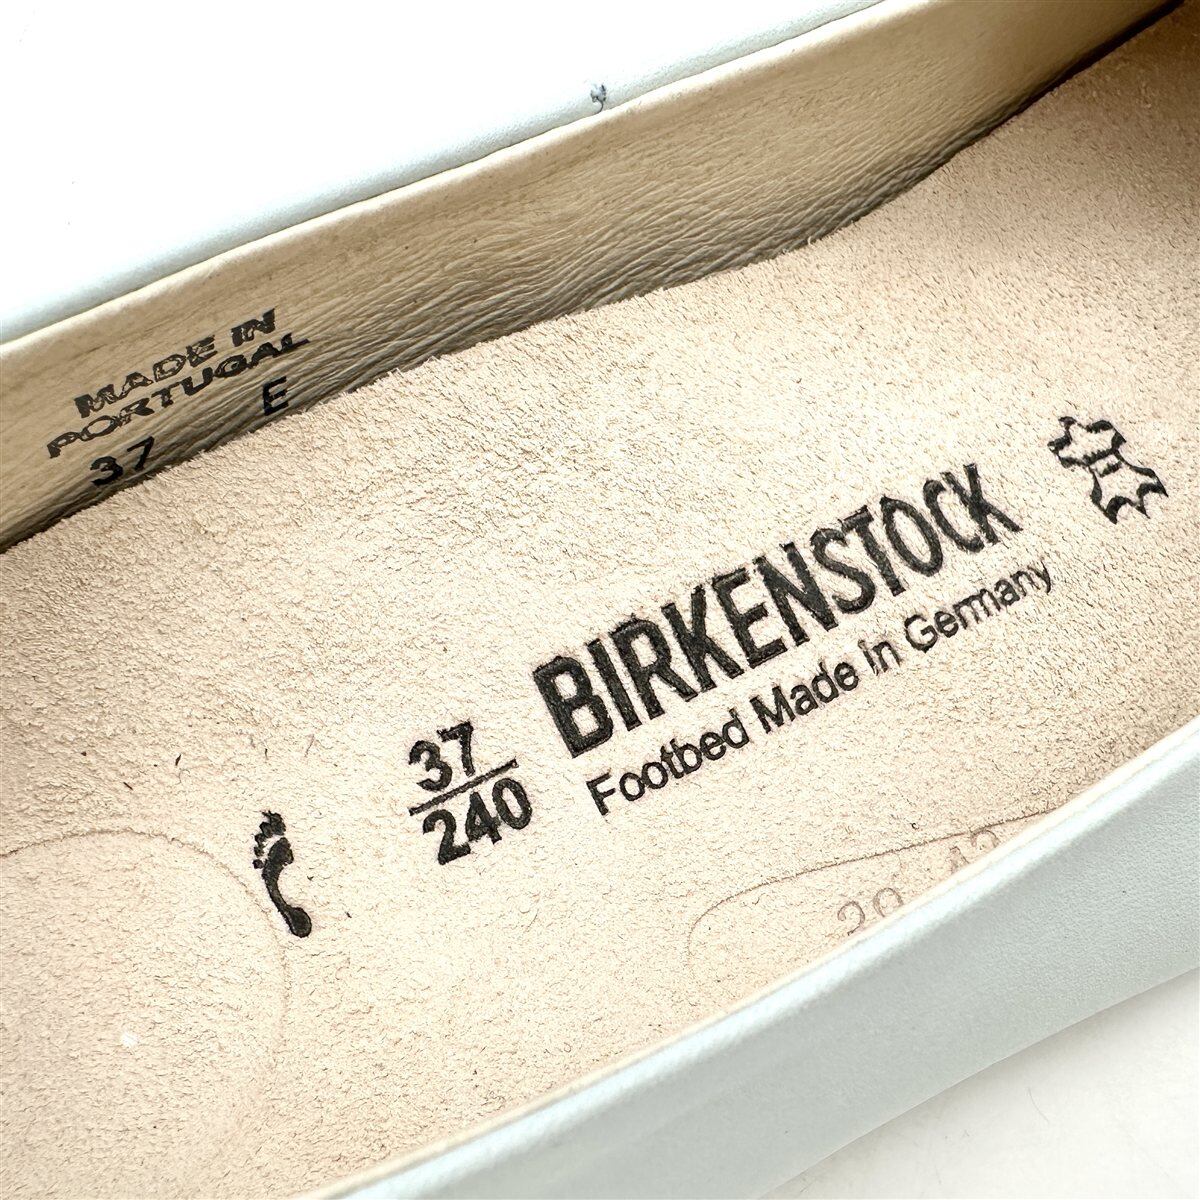 MADE IN
PORTUGAL
37 E
BIRKENSTOCK
Footbed Made in Germany
37
240